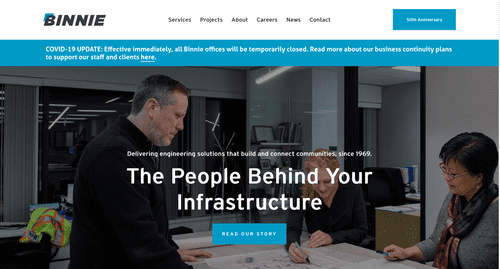 BINNIE
Services Projects About Careers News Contact
50th Anniversary
COVID-19 UPDATE: Effective immediately, all Binnie offices will be temporarily closed. Read more about our business continuity plans
to support our staff and clients here.
Delivering engineering solutions that build and connect communities, since 1969.
The People Behind Your
Infrastructure
READ OUR STORY